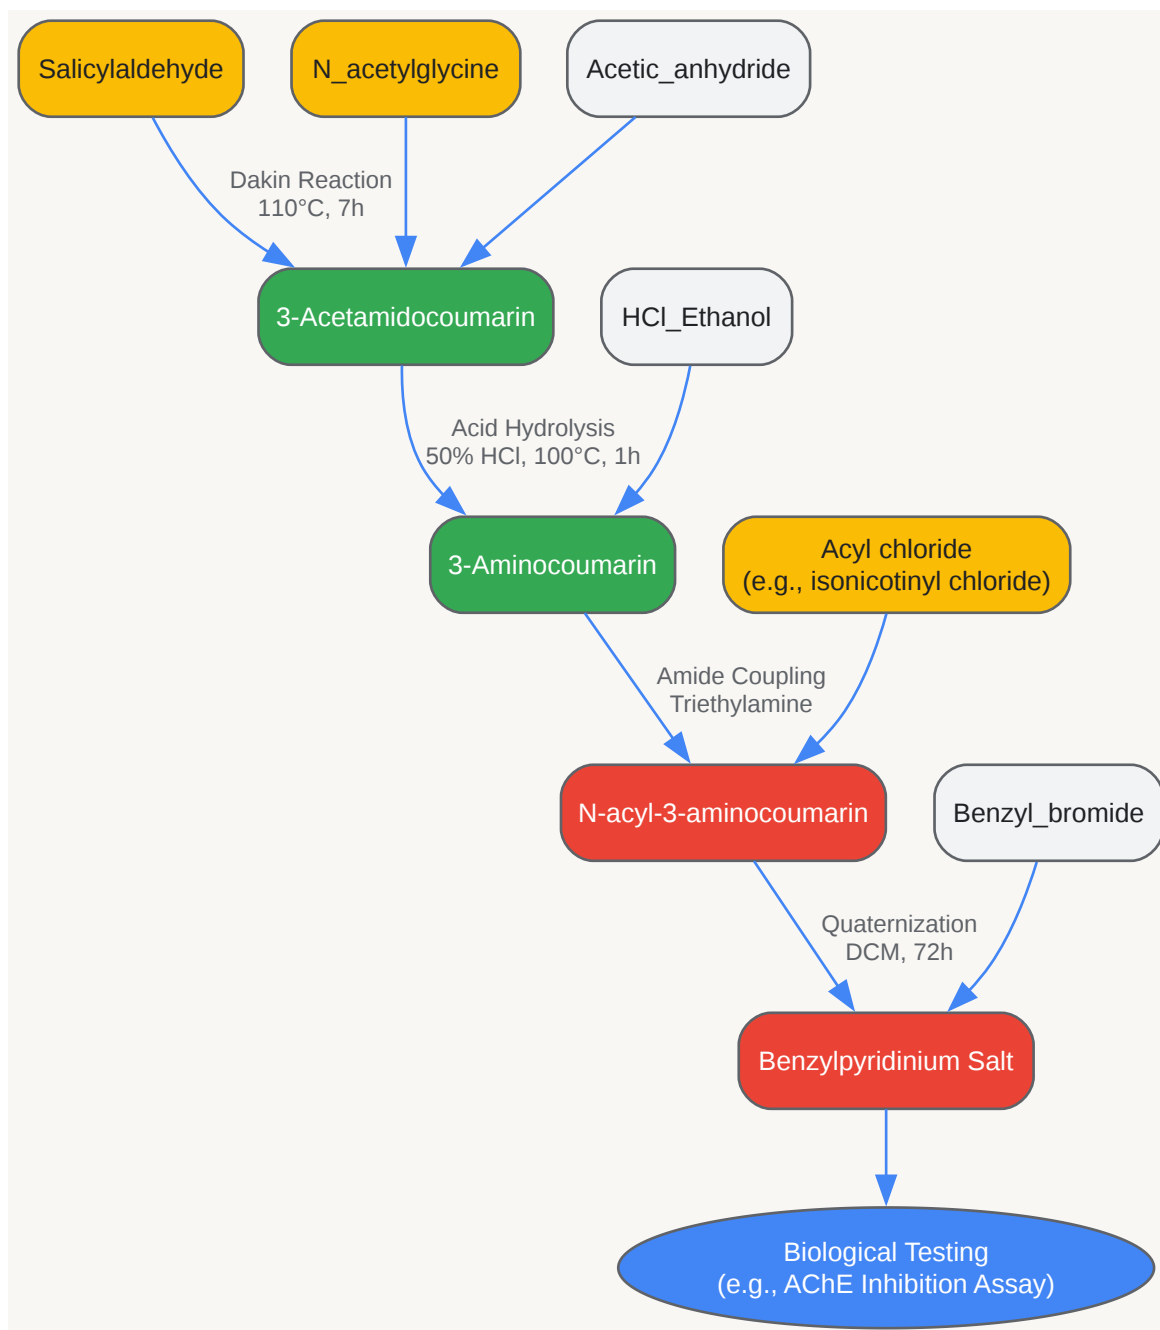 Salicylaldehyde
N_acetylglycine
Acetic_anhydride
Dakin Reaction
110°C, 7h
3-Acetamidocoumarin
HCl_Ethanol
Acid Hydrolysis
50% HCl, 100°C, 1h
3-Aminocoumarin
Acyl chloride
(e.g., isonicotinyl chloride)
Amide Coupling
Triethylamine
N-acyl-3-aminocoumarin
Benzyl_bromide
Quaternization
DCM, 72h
Benzylpyridinium Salt
Biological Testing
(e.g., AChE Inhibition Assay)